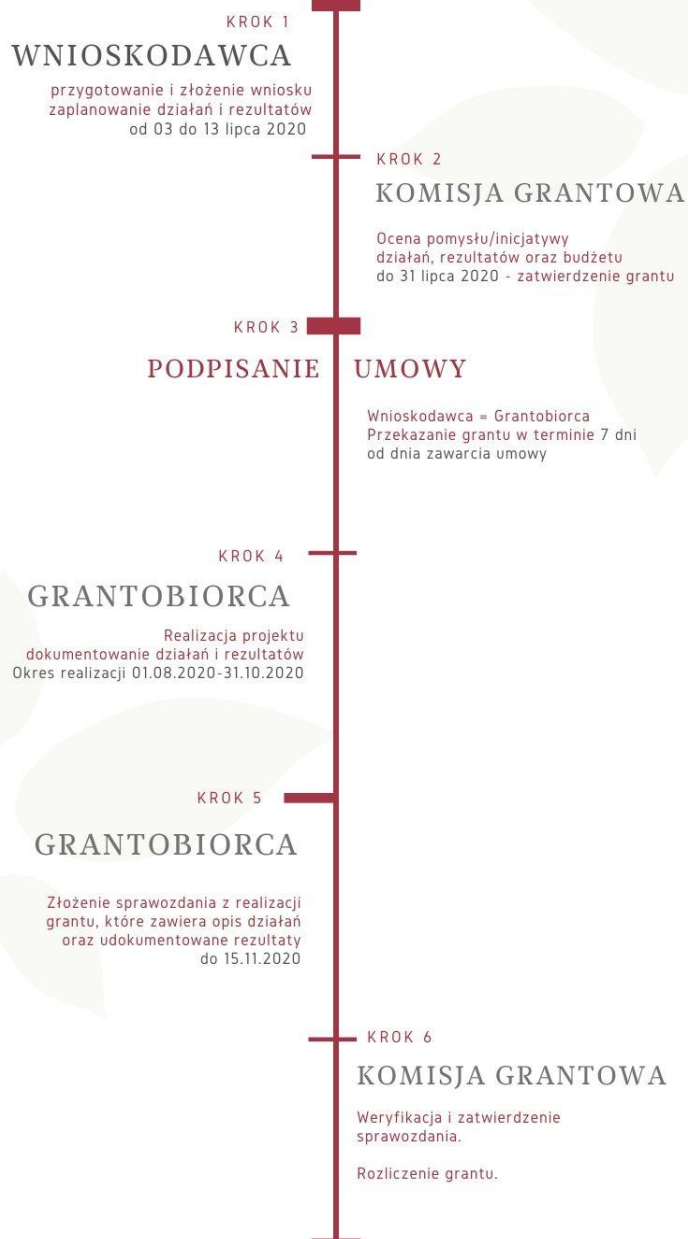 KROK 1
WNIOSKODAWCA
przygotowanie i złożenie wniosku
zaplanowanie działań i rezultatów
od 03 do 13 lipca 2020
KROK 2
KOMISJA GRANTOWA
Ocena pomysłu/inicjatywy
działań, rezultatów oraz budżetu
do 31 lipca 2020 - zatwierdzenie grantu
KROK 3
PODPISANIE UMOWY
Wnioskodawca = Grantobiorca
Przekazanie grantu w terminie 7 dni
od dnia zawarcia umowy
KROK 4
GRANTOBIORCA
Realizacja projektu
dokumentowanie działań i rezultatów
Okres realizacji 01.08.2020-31.10.2020
KROK 5
GRANTOBIORCA
Złożenie sprawozdania z realizacji
grantu, które zawiera opis działań
oraz udokumentowane rezultaty
do 15.11.2020
KROK 6
KOMISJA GRANTOWA
Weryfikacja i zatwierdzenie
sprawozdania.
Rozliczenie grantu.